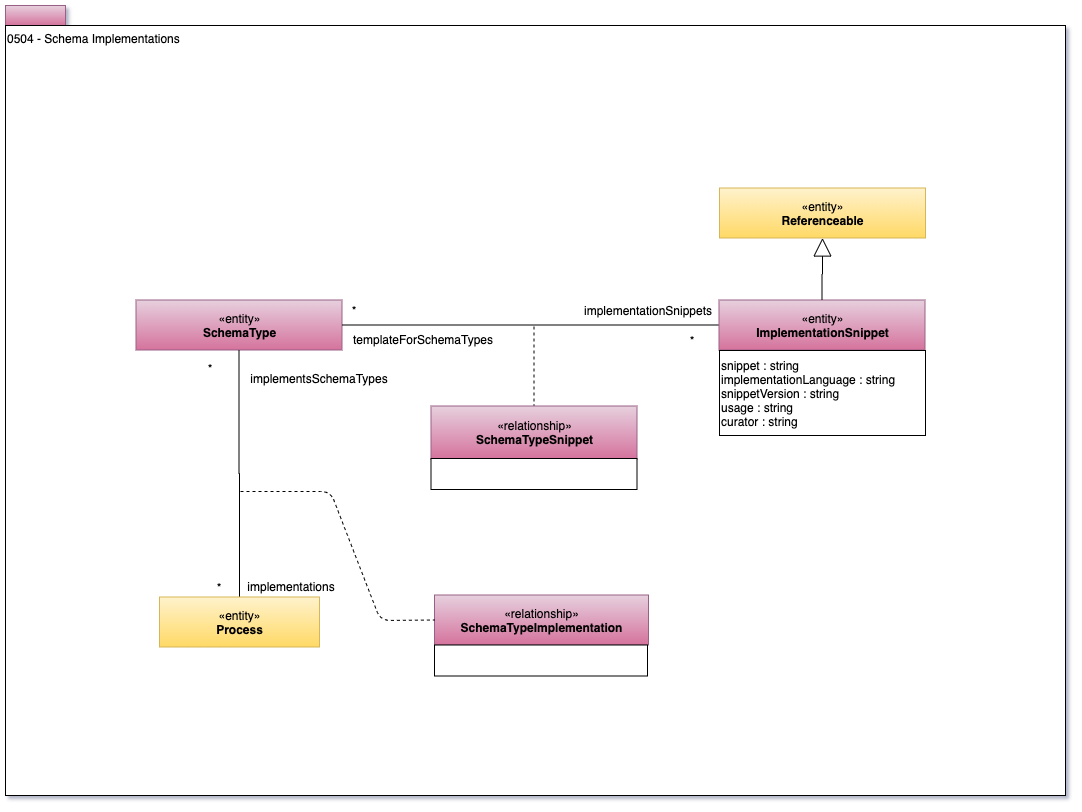 0504 - Schema Implementations
«entity»
Referenceable
«entity»
SchemaType
*
templateForSchemaTypes
implementationSnippets
*
«entity»
ImplementationSnippet
snippet : string
implementationLanguage : string
snippetVersion : string
usage : string
curator : string
*
implementsSchemaTypes
«relationship»
SchemaTypeSnippet
*
implementations
«entity»
Process
«relationship»
SchemaTypeImplementation